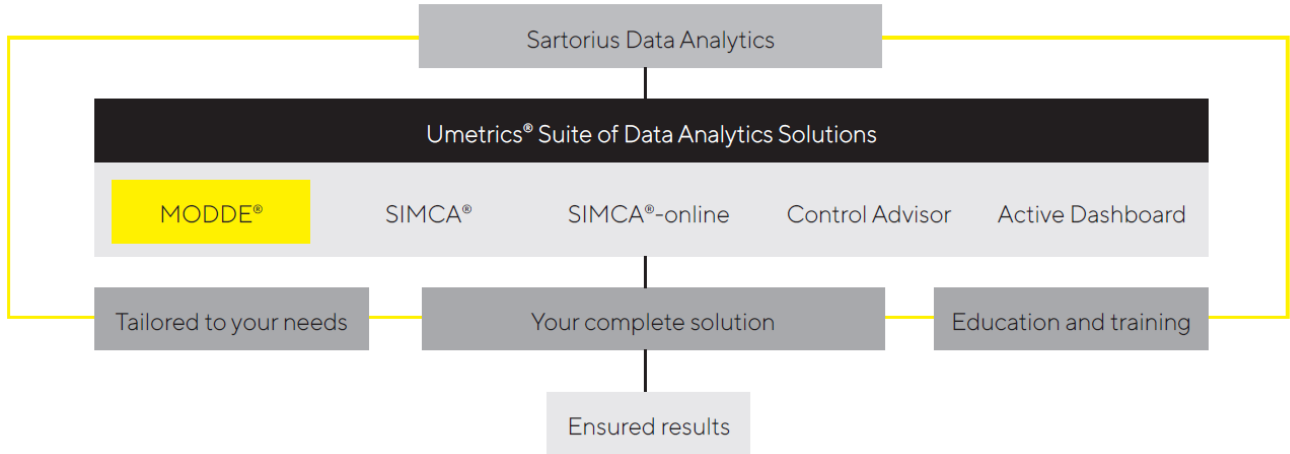 Sartorius Data Analytics
Umetrics® Suite of Data Analytics Solutions
MODDE® SIMCA® SIMCA®-online Control Advisor Active Dashboard
Tailored to your needs Your complete solution Education and training
Ensured results